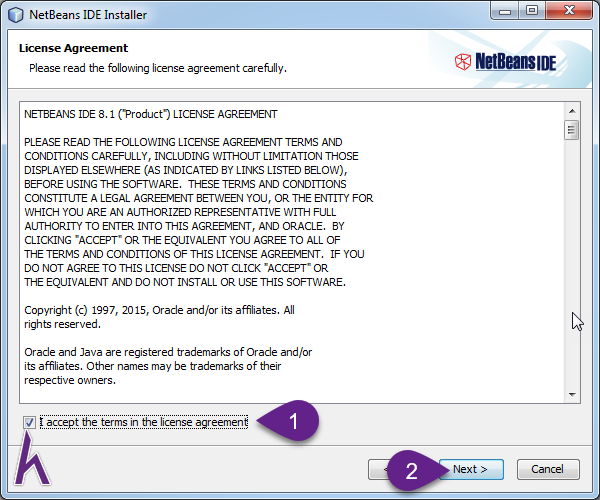 NetBeans IDE Installer
License Agreement
Please read the following license agreement carefully.
NetBeans IDE
NETBEANS IDE 8.1 ("Product") LICENSE AGREEMENT
PLEASE READ THE FOLLOWING LICENSE AGREEMENT TERMS AND
CONDITIONS CAREFULLY, INCLUDING WITHOUT LIMITATION THOSE
DISPLAYED ELSEWHERE (AS INDICATED BY LINKS LISTED BELOW),
BEFORE USING THE SOFTWARE.  THESE TERMS AND CONDITIONS
CONSTITUTE A LEGAL AGREEMENT BETWEEN YOU, OR THE ENTITY FOR
WHICH YOU ARE AN AUTHORIZED REPRESENTATIVE WITH FULL
AUTHORITY TO ENTER INTO THIS AGREEMENT, AND ORACLE.  BY
CLICKING "ACCEPT" OR THE EQUIVALENT YOU AGREE TO ALL OF
THE TERMS AND CONDITIONS OF THIS LICENSE AGREEMENT.  IF YOU
DO NOT AGREE TO THIS LICENSE DO NOT CLICK "ACCEPT" OR
THE EQUIVALENT AND DO NOT INSTALL OR USE THIS SOFTWARE.
Copyright (c) 1997, 2015, Oracle and/or its affiliates. All
rights reserved.
Oracle and Java are registered trademarks of Oracle and/or
its affiliates. Other names may be trademarks of their
respective owners.
I accept the terms in the license agreement
1
<
2
Next >
Cancel